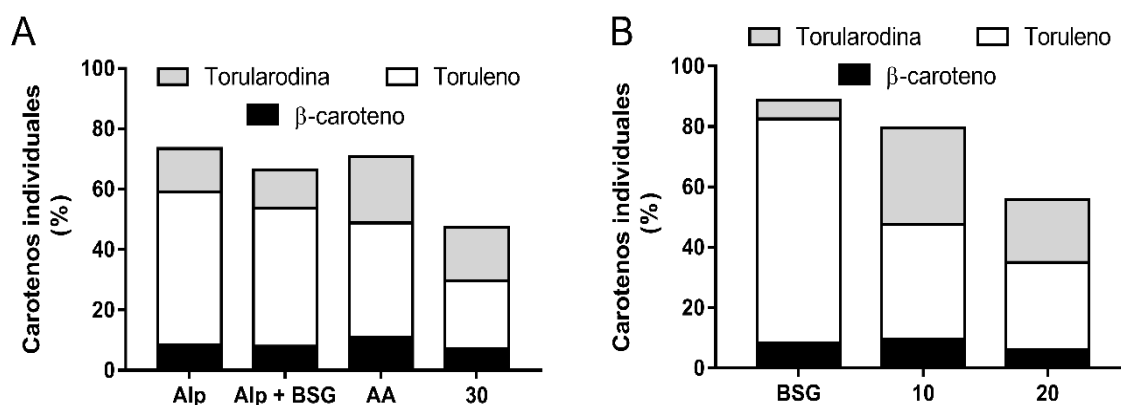 A
Torularodina
Toruleno
β-caroteno
Carotenos individuales
(%)
100
80
60
40
20
0
Alp
Alp + BSG
AA
30
B
Torularodina
Toruleno
β-caroteno
Carotenos individuales
(%)
100
80
60
40
20
0
BSG
10
20